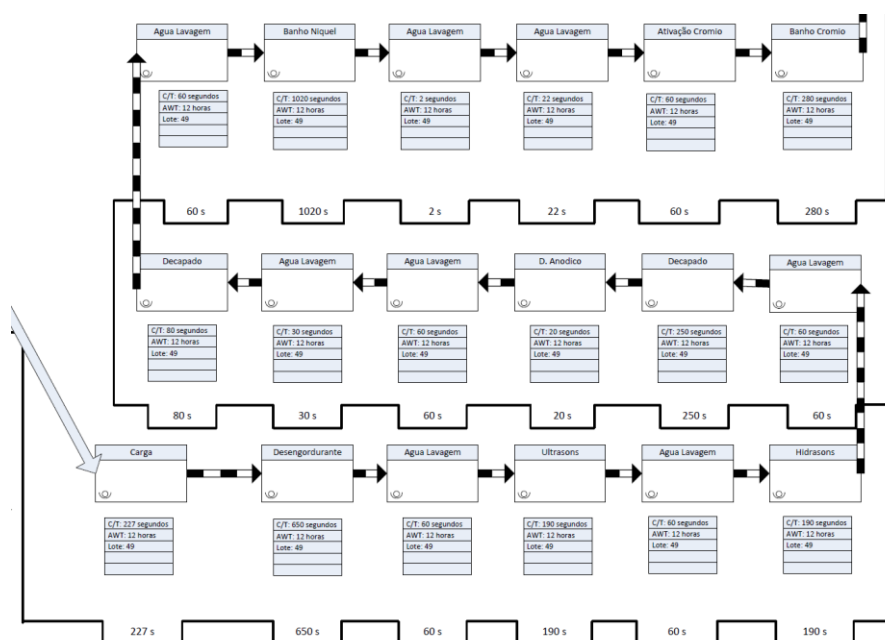 Agua Lavagem
Banho Niquel
Agua Lavagem
Agua Lavagem
Ativação Cromio
Banho Cromio
C/T: 60 segundos
AWT: 12 horas
Lote: 49
C/T: 1020 segundos
AWT: 12 horas
Lote: 49
C/T: 2 segundos
AWT: 12 horas
Lote: 49
C/T: 22 segundos
AWT: 12 horas
Lote: 49
C/T: 60 segundos
AWT: 12 horas
Lote: 49
C/T: 280 segundos
AWT: 12 horas
Lote: 49
60 s
1020 s
2 s
22 s
60 s
280 s
Decapado
Agua Lavagem
Agua Lavagem
D. Anodico
Decapado
Agua Lavagem
C/T: 80 segundos
AWT: 12 horas
Lote: 49
C/T: 30 segundos
AWT: 12 horas
Lote: 49
C/T: 60 segundos
AWT: 12 horas
Lote: 49
C/T: 20 segundos
AWT: 12 horas
Lote: 49
C/T: 250 segundos
AWT: 12 horas
Lote: 49
C/T: 60 segundos
AWT: 12 horas
Lote: 49
80 s
30 s
60 s
20 s
250 s
60 s
Carga
Desengordurante
Agua Lavagem
Ultrasons
Agua Lavagem
Hidrasons
C/T: 227 segundos
AWT: 12 horas
Lote: 49
C/T: 650 segundos
AWT: 12 horas
Lote: 49
C/T: 60 segundos
AWT: 12 horas
Lote: 49
C/T: 190 segundos
AWT: 12 horas
Lote: 49
C/T: 60 segundos
AWT: 12 horas
Lote: 49
C/T: 190 segundos
AWT: 12 horas
Lote: 49
227 s
650 s
60 s
190 s
60 s
190 s